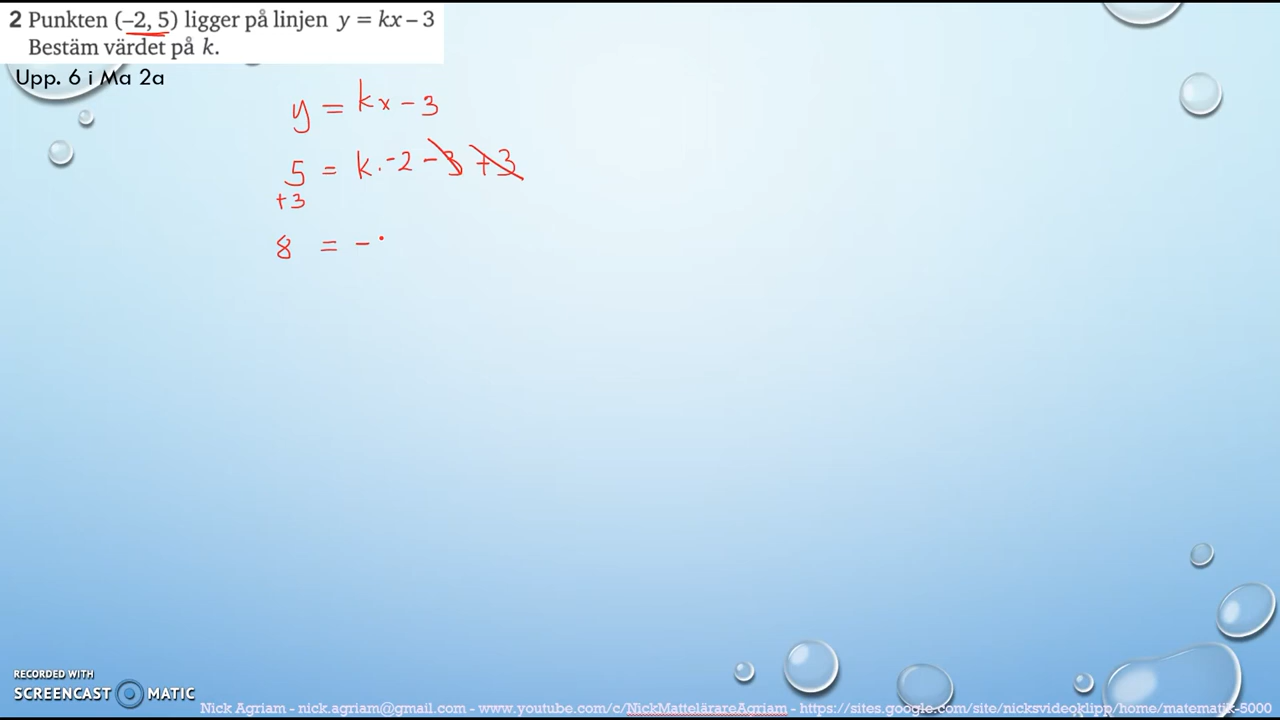 2 Punkten (–2, 5) ligger på linjen y = kx – 3
Bestäm värdet på k.
Upp. 6 i Ma 2a
y = kx - 3
5 = k · -2 - 3 + 3
+3
8 = -
RECORDED WITH
SCREENCAST MATIC
Nick Agriam - nick.agriam@gmail.com - www.youtube.com/c/NickMattelärareAgriam - https://sites.google.com/site/nicksvideoklipp/home/matematik-5000